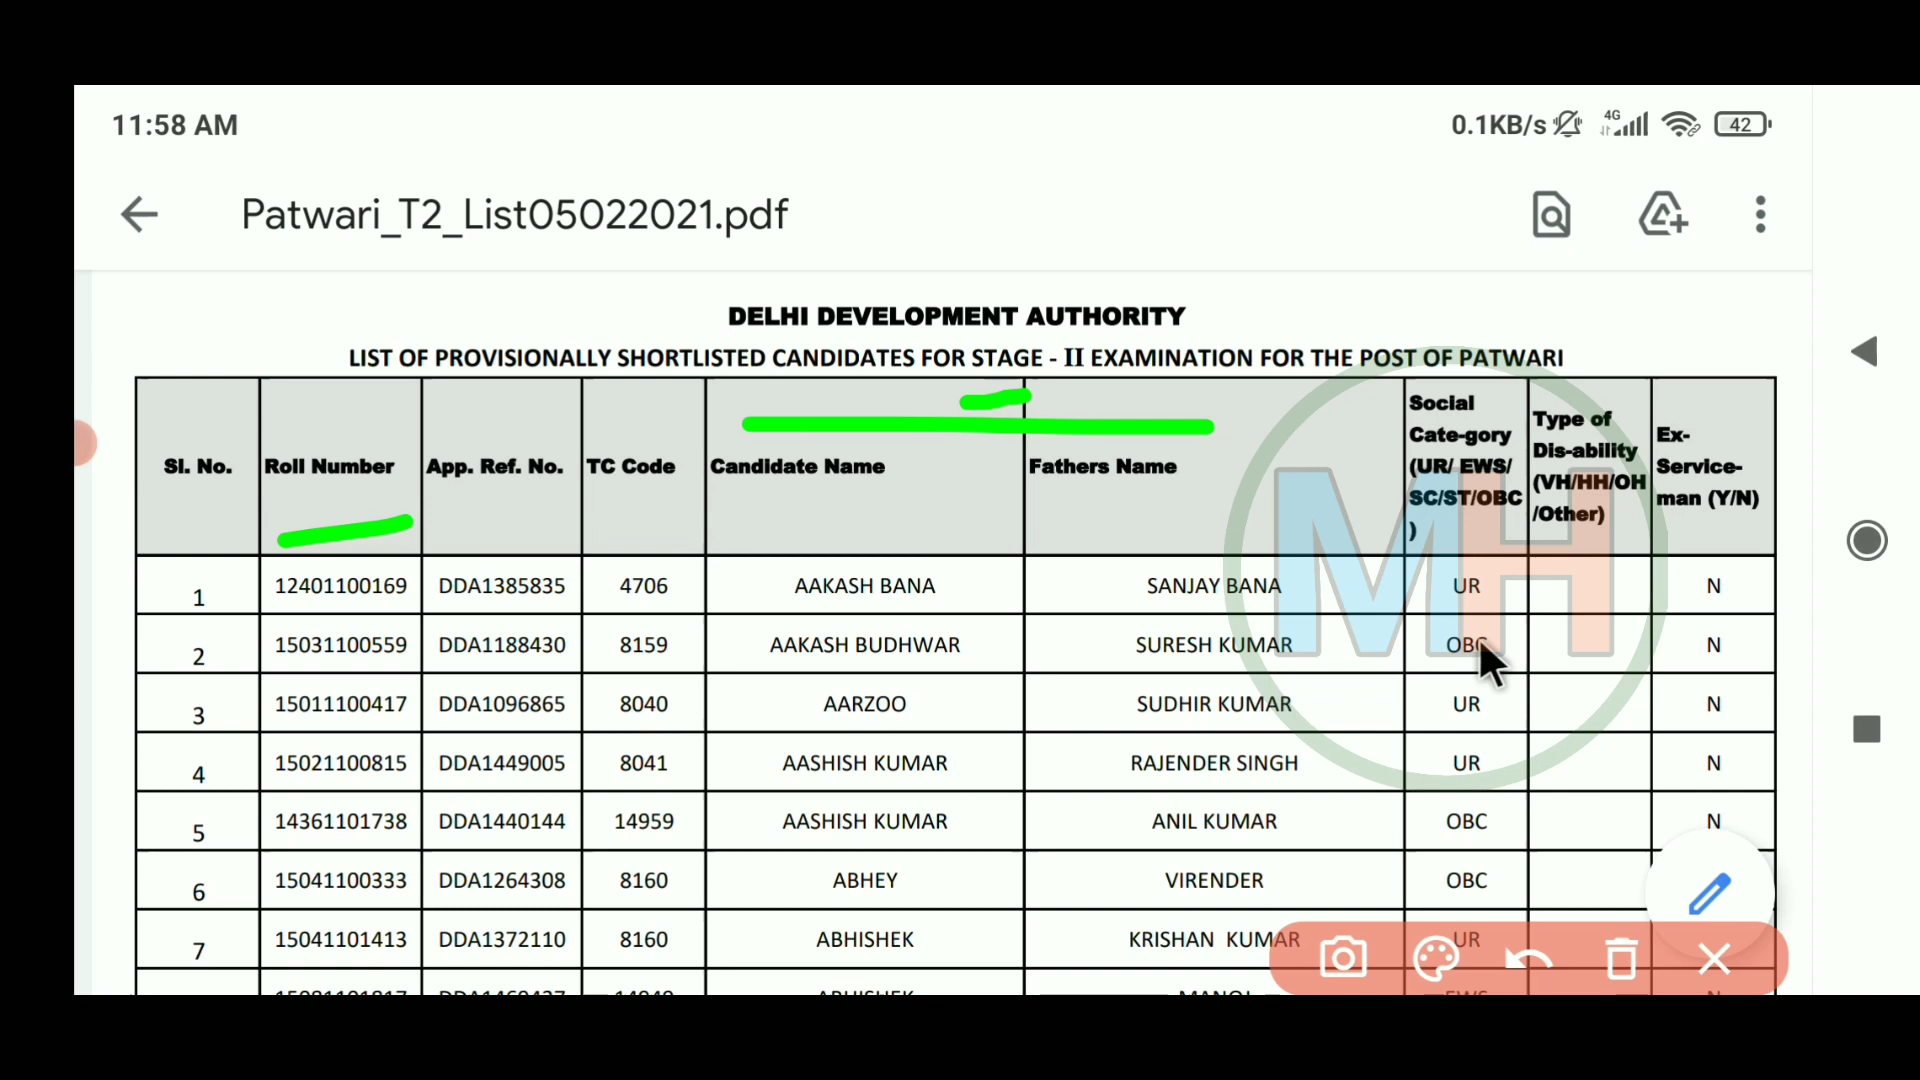 11:58 AM 0.1KB/s 4G 42
Patwari_T2_List05022021.pdf
DELHI DEVELOPMENT AUTHORITY
LIST OF PROVISIONALLY SHORTLISTED CANDIDATES FOR STAGE - II EXAMINATION FOR THE POST OF PATWARI
Sl. No. Roll Number App. Ref. No. TC Code Candidate Name Fathers Name Social Cate-gory (UR/ EWS/ SC/ST/OBC ) Type of Dis-ability (VH/HH/OH /Other) Ex-Service-man (Y/N)
MH
1 12401100169 DDA1385835 4706 AAKASH BANA SANJAY BANA UR N
2 15031100559 DDA1188430 8159 AAKASH BUDHWAR SURESH KUMAR OBC N
3 15011100417 DDA1096865 8040 AARZOO SUDHIR KUMAR UR N
4 15021100815 DDA1449005 8041 AASHISH KUMAR RAJENDER SINGH UR N
5 14361101738 DDA1440144 14959 AASHISH KUMAR ANIL KUMAR OBC N
6 15041100333 DDA1264308 8160 ABHEY VIRENDER OBC
7 15041101413 DDA1372110 8160 ABHISHEK KRISHAN KUMAR UR
ABHISHEK MANOJ EWS N